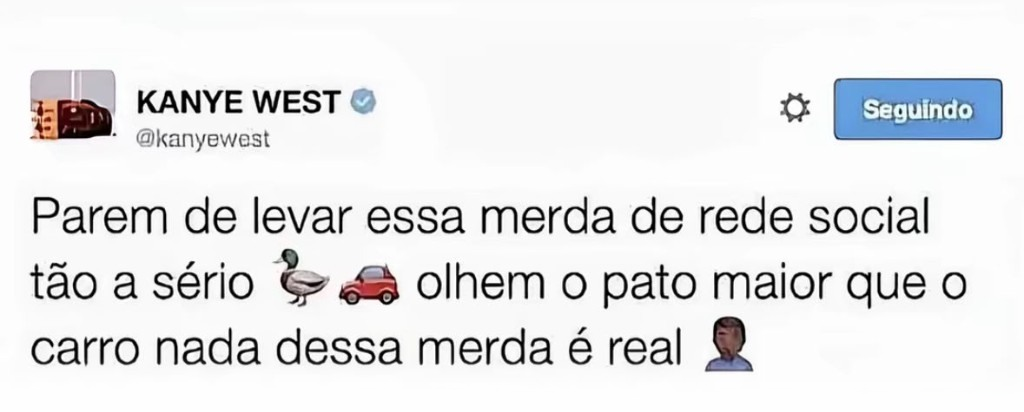 KANYE WEST
@kanyewest
Seguindo
Parem de levar essa merda de rede social
tão a sério 🦆🚗 olhem o pato maior que o
carro nada dessa merda é real 👤